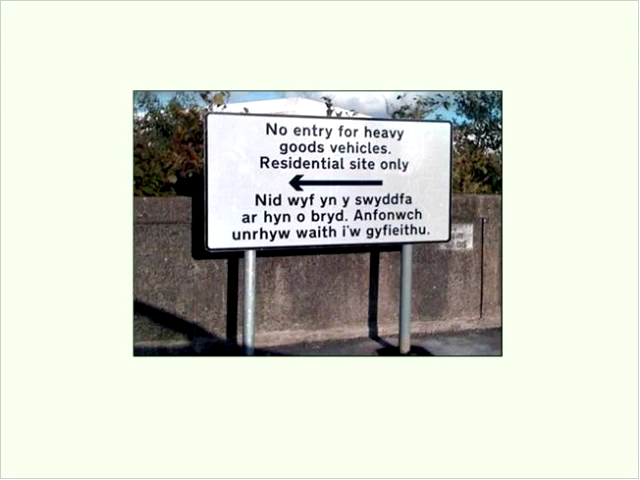 No entry for heavy
goods vehicles.
Residential site only
Nid wyf yn y swyddfa
ar hyn o bryd. Anfonwch
unrhyw waith i'w gyfieithu.